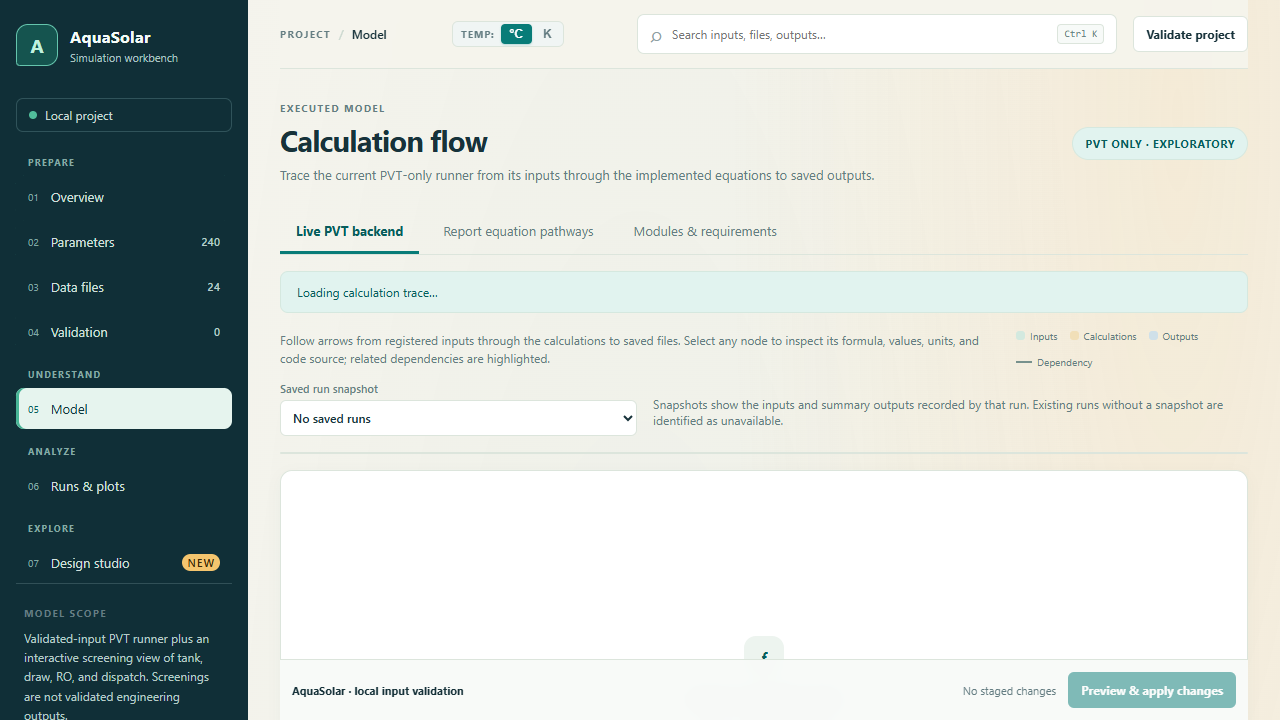 A
AquaSolar
Simulation workbench
Local project
PREPARE
01 Overview
02 Parameters 240
03 Data files 24
04 Validation 0
UNDERSTAND
05 Model
ANALYZE
06 Runs & plots
EXPLORE
07 Design studio NEW
MODEL SCOPE
Validated-input PVT runner plus an
interactive screening view of tank,
draw, RO, and dispatch. Screenings
are not validated engineering
outputs.
PROJECT / Model
TEMP: °C K
Search inputs, files, outputs...
Ctrl K
Validate project
EXECUTED MODEL
Calculation flow
Trace the current PVT-only runner from its inputs through the implemented equations to saved outputs.
PVT ONLY · EXPLORATORY
Live PVT backend
Report equation pathways
Modules & requirements
Loading calculation trace...
Follow arrows from registered inputs through the calculations to saved files. Select any node to inspect its formula, values, units, and
code source; related dependencies are highlighted.
Inputs Calculations Outputs
Dependency
Saved run snapshot
No saved runs
Snapshots show the inputs and summary outputs recorded by that run. Existing runs without a snapshot are
identified as unavailable.
AquaSolar · local input validation
No staged changes
Preview & apply changes